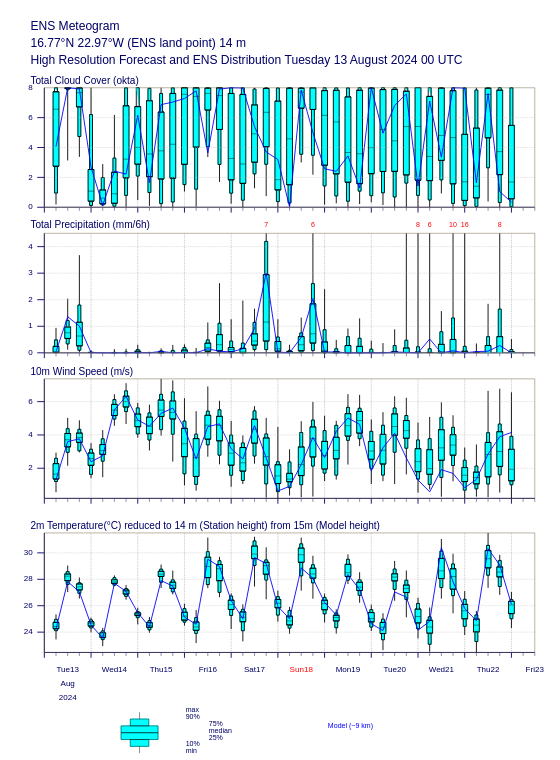 ENS Meteogram
16.77°N 22.97°W (ENS land point) 14 m
High Resolution Forecast and ENS Distribution Tuesday 13 August 2024 00 UTC
Total Cloud Cover (okta)
8
6
4
2
0
Total Precipitation (mm/6h)
7 6 8 6 10 16 8
4
3
2
1
0
10m Wind Speed (m/s)
6
4
2
2m Temperature(°C) reduced to 14 m (Station height) from 15m (Model height)
30
28
26
24
Tue13 Wed14 Thu15 Fri16 Sat17 Sun18 Mon19 Tue20 Wed21 Thu22 Fri23
Aug
2024
max
90%
75%
median
25%
10%
min
Model (~9 km)